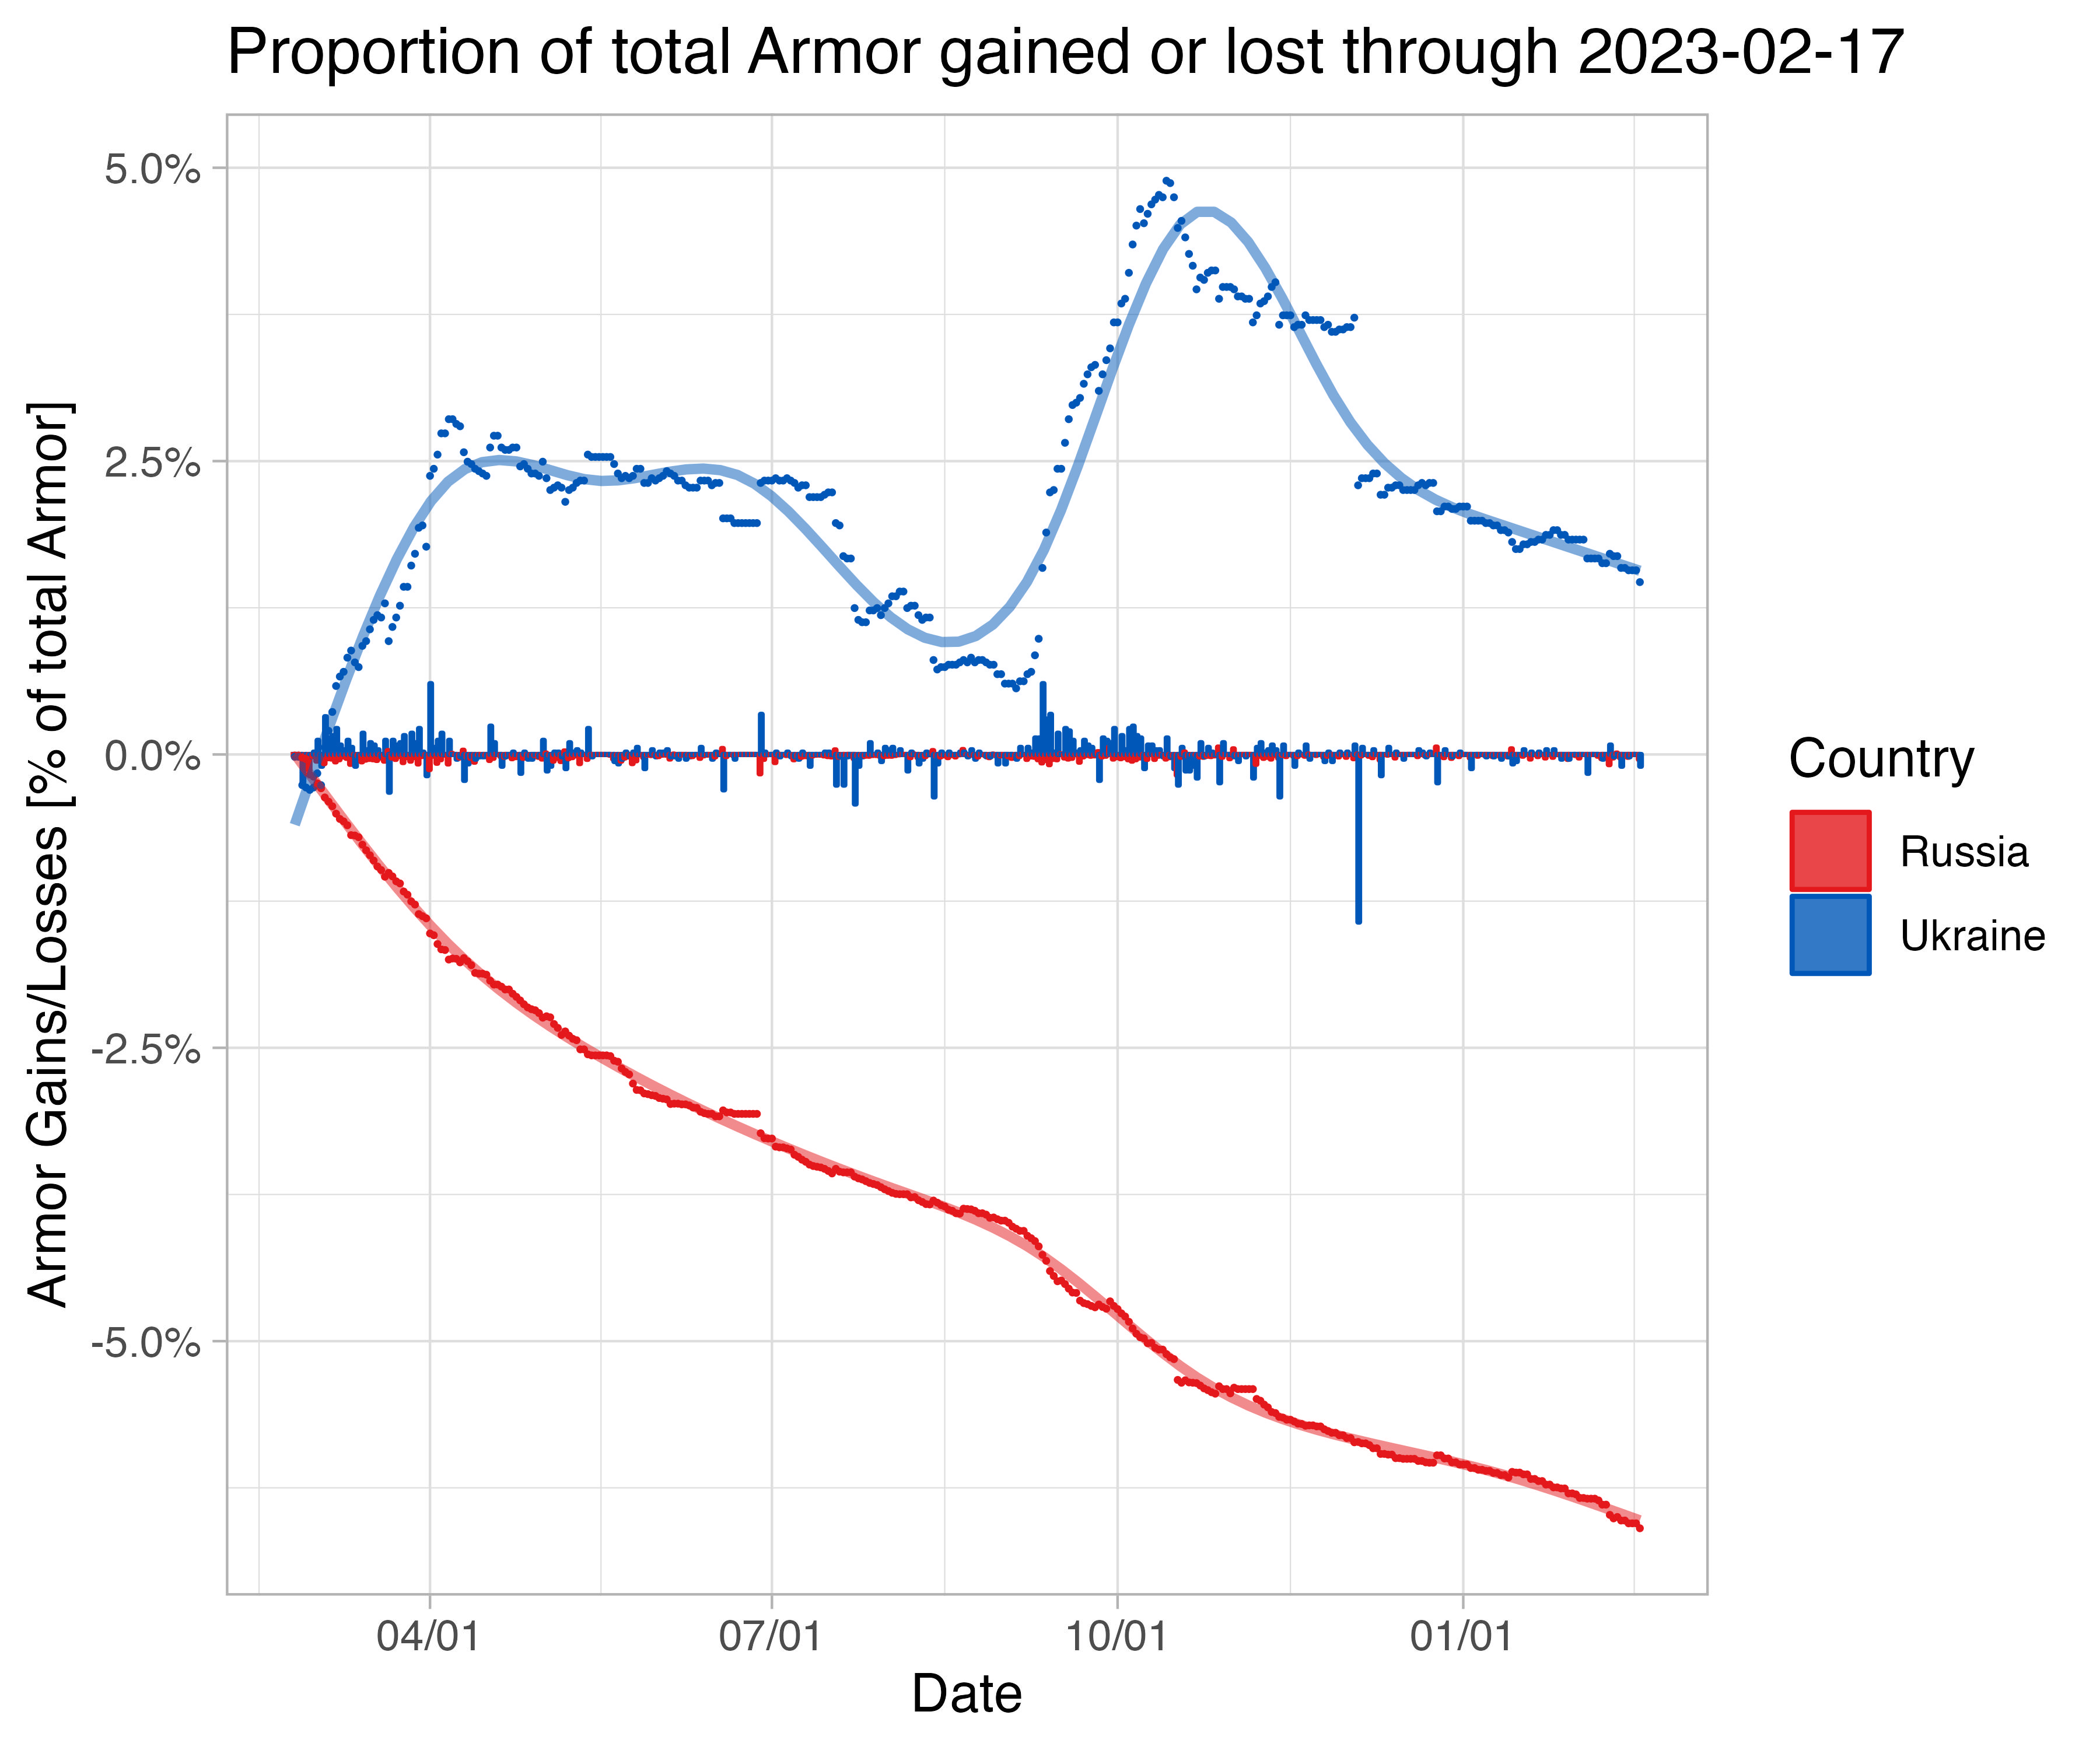 Proportion of total Armor gained or lost through 2023-02-17
Armor Gains/Losses [% of total Armor]
5.0%
2.5%
0.0%
-2.5%
-5.0%
04/01
07/01
10/01
01/01
Date
Country
Russia
Ukraine